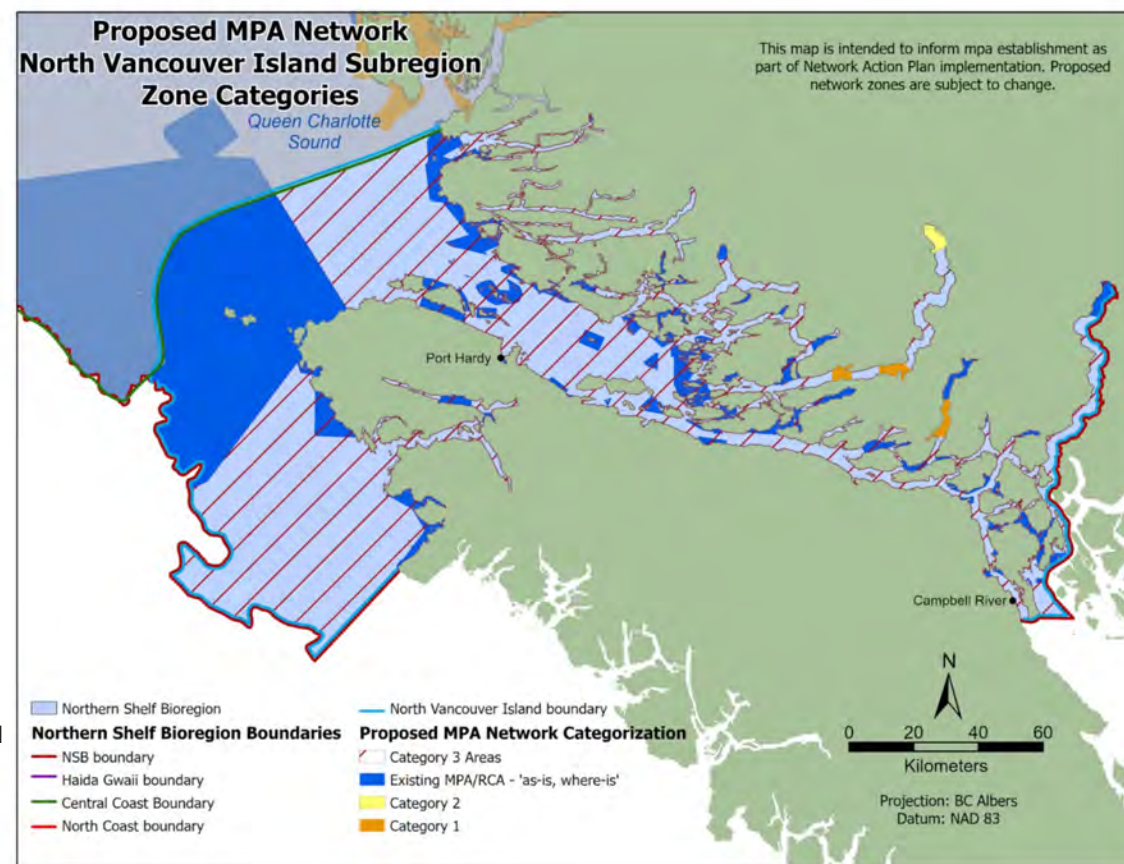 Proposed MPA Network
North Vancouver Island Subregion
Zone Categories
This map is intended to inform mpa establishment as
part of Network Action Plan implementation. Proposed
network zones are subject to change.
Queen Charlotte
Sound
Port Hardy
Campbell River
N
0 20 40 60
Kilometers
Projection: BC Albers
Datum: NAD 83
Northern Shelf Bioregion
Northern Shelf Bioregion Boundaries
NSB boundary
Haida Gwaii boundary
Central Coast Boundary
North Coast boundary
North Vancouver Island boundary
Proposed MPA Network Categorization
Category 3 Areas
Existing MPA/RCA - 'as-is, where-is'
Category 2
Category 1